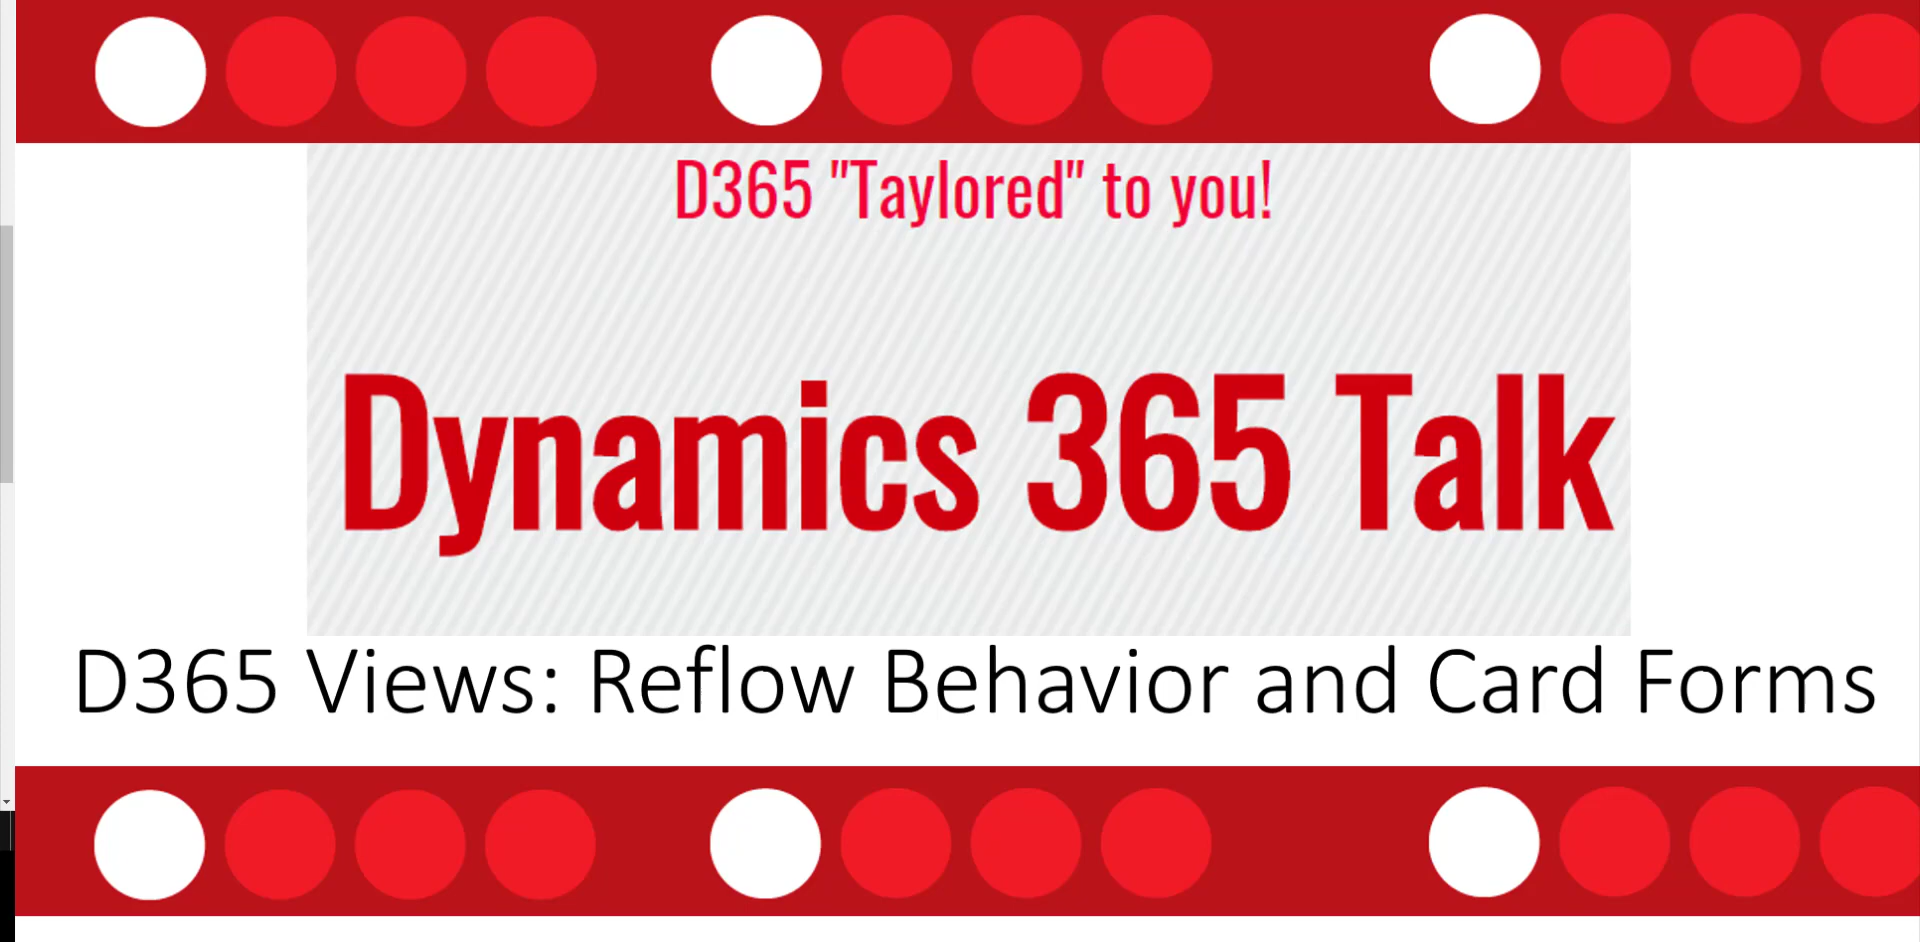 D365 "Taylored" to you!
Dynamics 365 Talk
D365 Views: Reflow Behavior and Card Forms